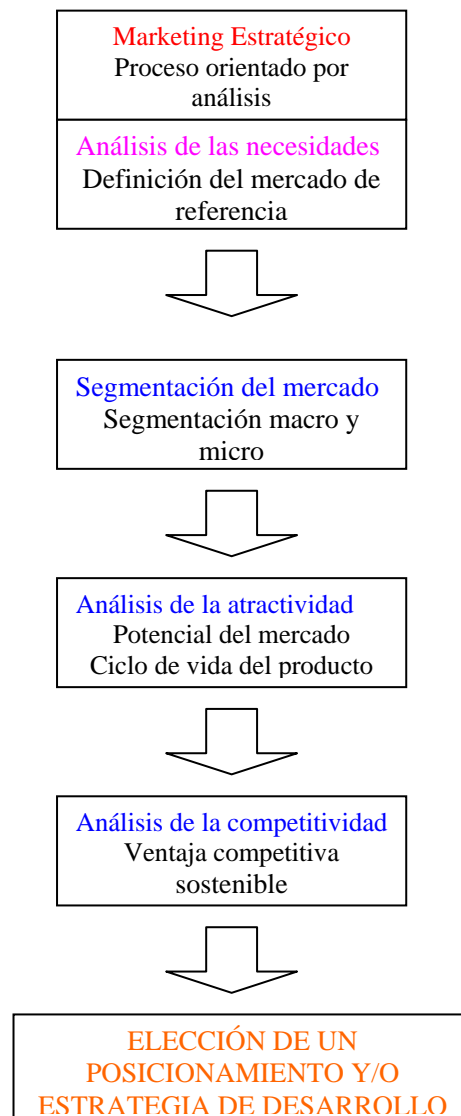 Marketing Estratégico
Proceso orientado por
análisis
Análisis de las necesidades
Definición del mercado de
referencia
Segmentación del mercado
Segmentación macro y
micro
Análisis de la atractividad
Potencial del mercado
Ciclo de vida del producto
Análisis de la competitividad
Ventaja competitiva
sostenible
ELECCIÓN DE UN
POSICIONAMIENTO Y/O
ESTRATEGIA DE DESARROLLO